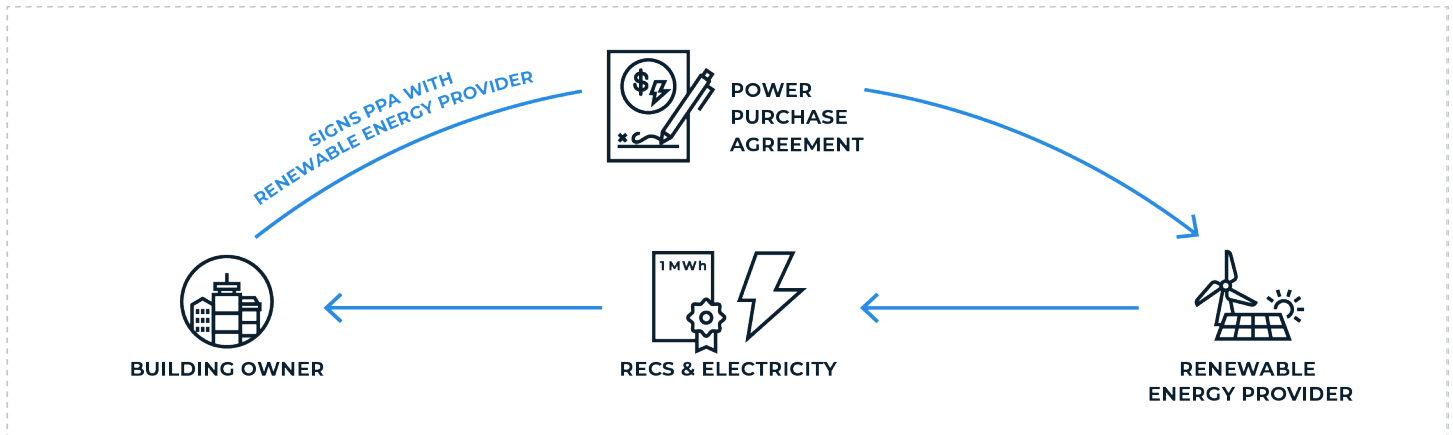 SIGNS PPA WITH
RENEWABLE ENERGY PROVIDER
$
POWER
PURCHASE
AGREEMENT
1 MWh
BUILDING OWNER
RECS & ELECTRICITY
RENEWABLE
ENERGY PROVIDER